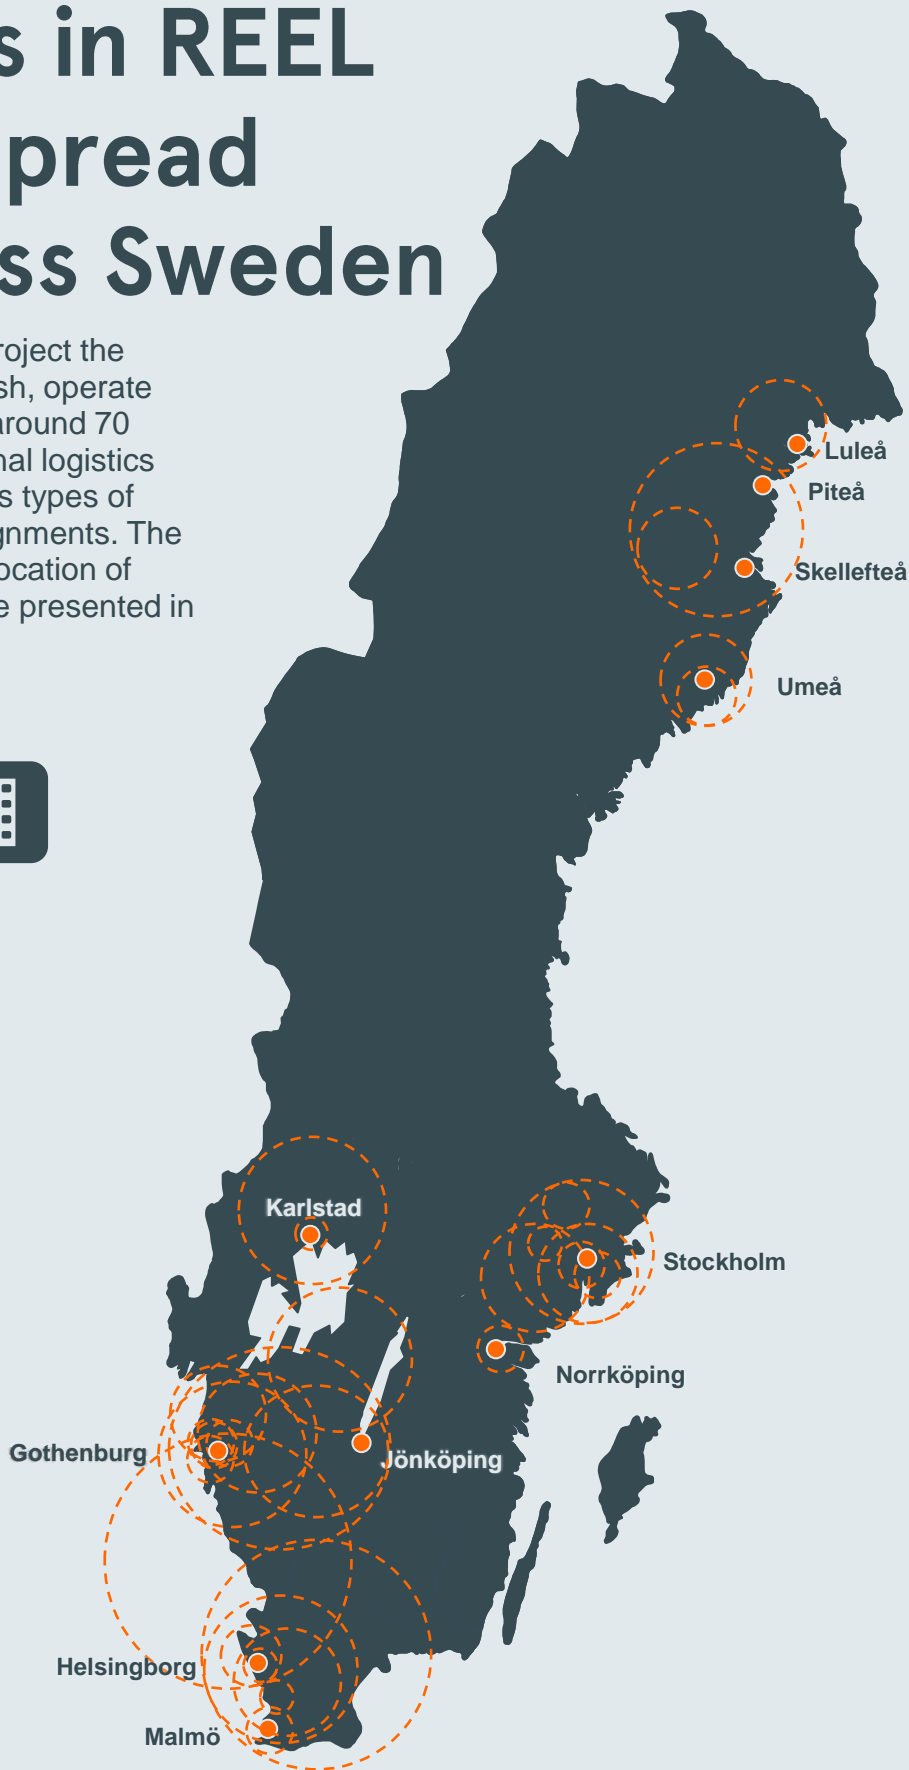 s in REEL
pread
ss Sweden
roject the
sh, operate
around 70
nal logistics
s types of
gnments. The
ocation of
e presented in
Luleå
Piteå
Skellefteå
Umeå
Karlstad
Stockholm
Norrköping
Gothenburg
Jönköping
Helsingborg
Malmö